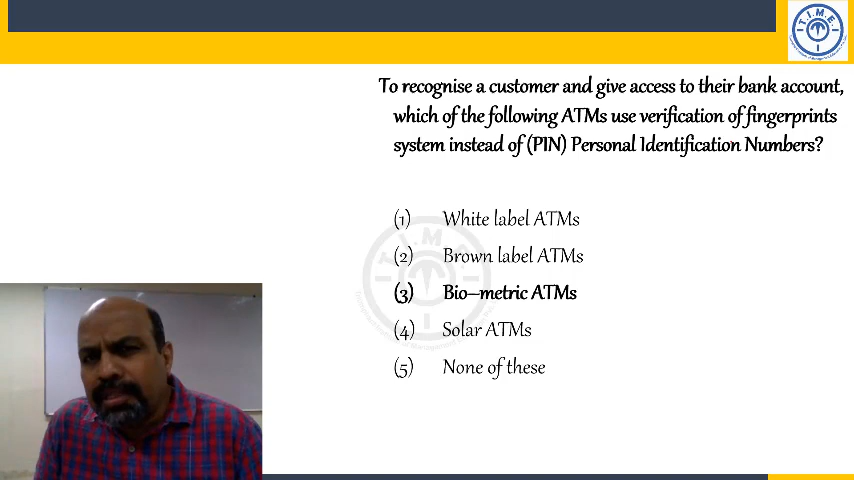 T.I.M.E.
To recognise a customer and give access to their bank account,
which of the following ATMs use verification of fingerprints
system instead of (PIN) Personal Identification Numbers?
(1) White label ATMs
(2) Brown label ATMs
(3) Bio–metric ATMs
(4) Solar ATMs
(5) None of these